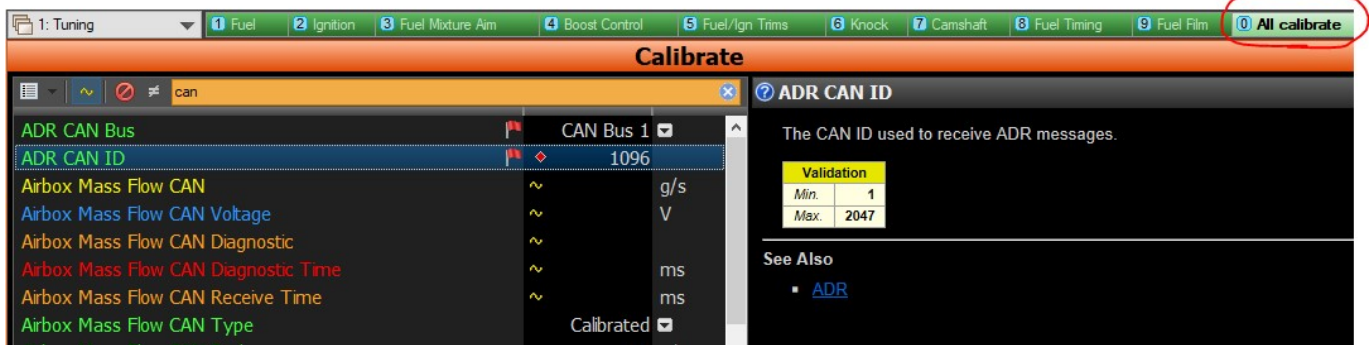 1: Tuning
1 Fuel
2 Ignition
3 Fuel Mixture Aim
4 Boost Control
5 Fuel/Ign Trims
6 Knock
7 Camshaft
8 Fuel Timing
9 Fuel Film
0 All calibrate
Calibrate
can
ADR CAN Bus CAN Bus 1
ADR CAN ID 1096
Airbox Mass Flow CAN g/s
Airbox Mass Flow CAN Voltage V
Airbox Mass Flow CAN Diagnostic
Airbox Mass Flow CAN Diagnostic Time ms
Airbox Mass Flow CAN Receive Time ms
Airbox Mass Flow CAN Type Calibrated
ADR CAN ID
The CAN ID used to receive ADR messages.
Validation
Min. 1
Max. 2047
See Also
ADR